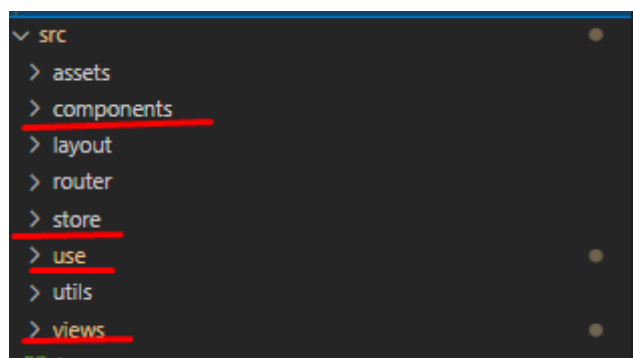 src
assets
components
layout
router
store
use
utils
views